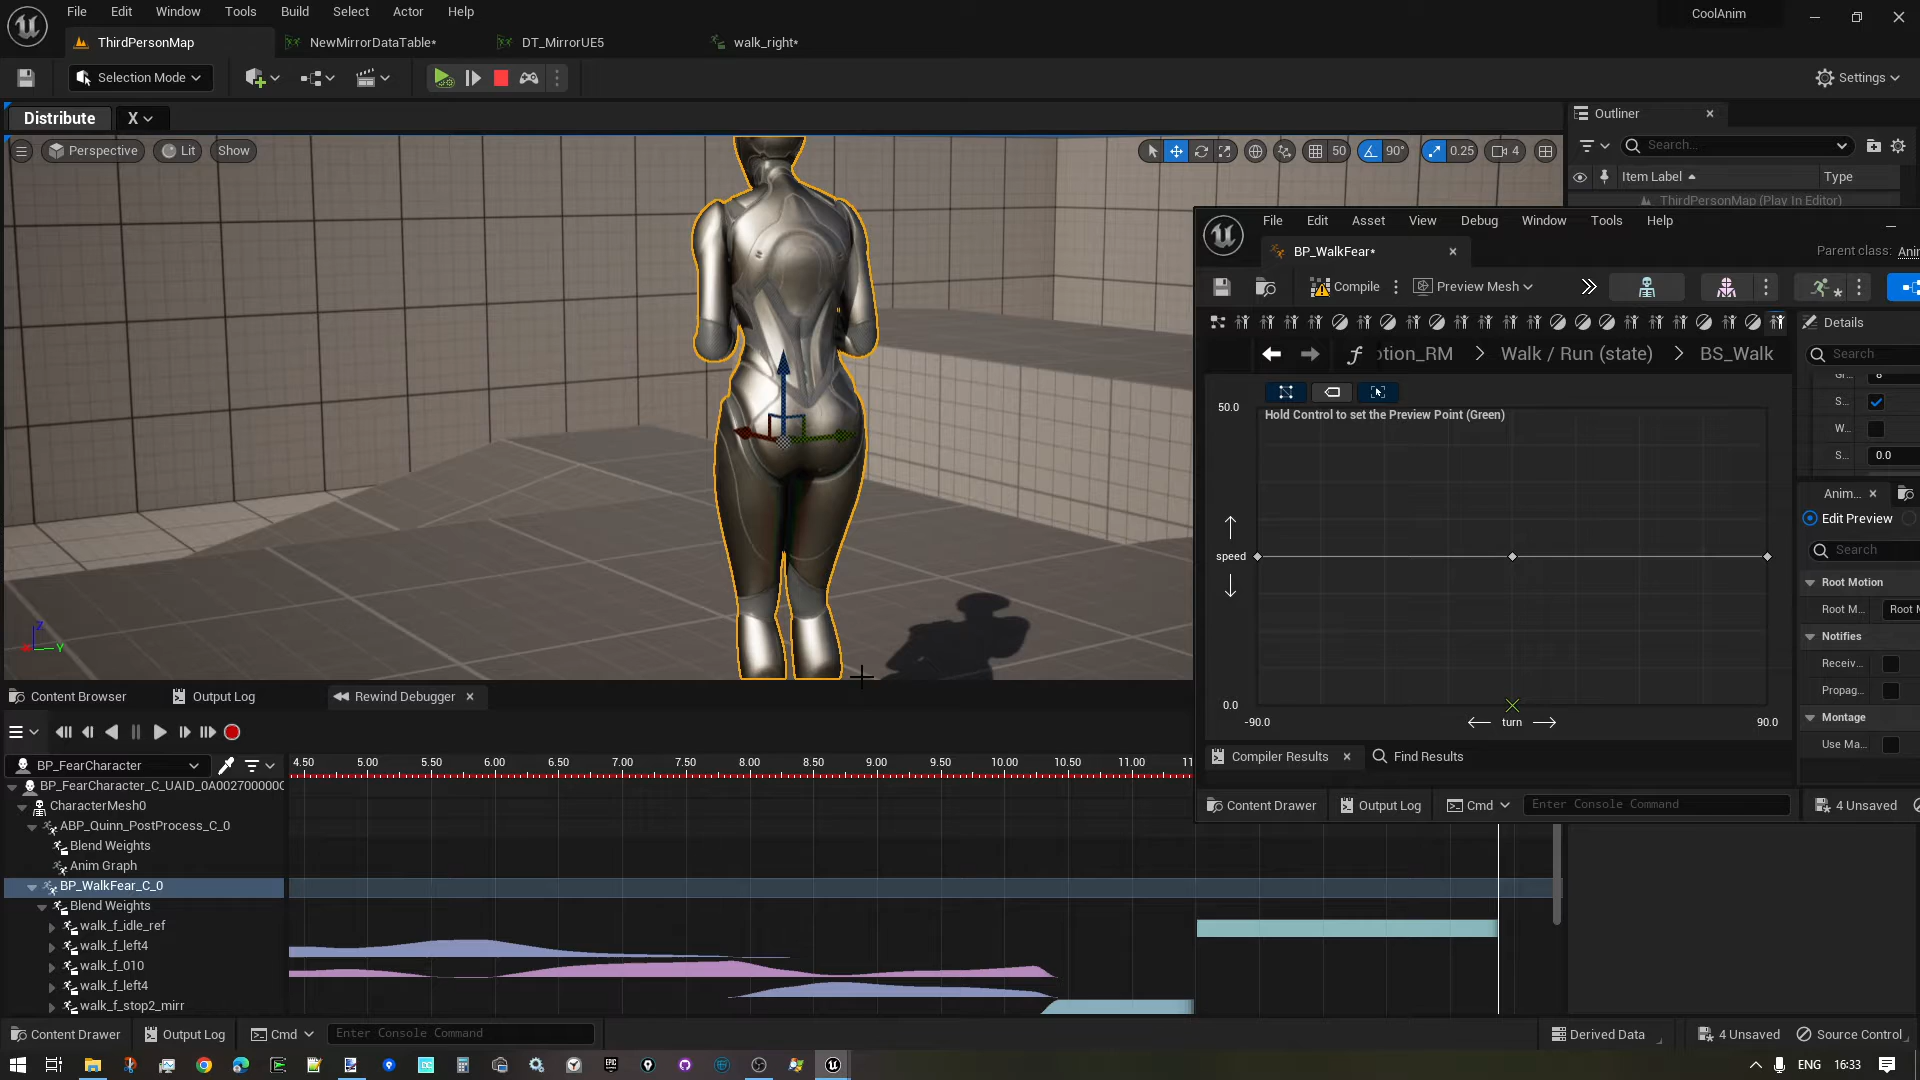 File Edit Window Tools Build Select Actor Help
CoolAnim
ThirdPersonMap NewMirrorDataTable* DT_MirrorUE5 walk_right*
Selection Mode Settings
Distribute X
Outliner
Perspective Lit Show 50 90° 0.25 4
Search...
Item Label Type
ThirdPersonMap (Play In Editor)
File Edit Asset View Debug Window Tools Help
BP_WalkFear*
Parent class:
Compile Preview Mesh
Details
otion_RM > Walk / Run (state) > BS_Walk
Search
S...
W...
S... 0.0
50.0
Hold Control to set the Preview Point (Green)
Anim...
Edit Preview
Search
speed
Root Motion
Root M... Root M
Notifies
Receiv...
Propag...
0.0
-90.0 turn 90.0
Montage
Use Ma...
Compiler Results Find Results
Content Drawer Output Log Cmd Enter Console Command 4 Unsaved
Content Browser Output Log Rewind Debugger
BP_FearCharacter
4.50 5.00 5.50 6.00 6.50 7.00 7.50 8.00 8.50 9.00 9.50 10.00 10.50 11.00 11
BP_FearCharacter_C_UAID_0A002700000
CharacterMesh0
ABP_Quinn_PostProcess_C_0
Blend Weights
Anim Graph
BP_WalkFear_C_0
Blend Weights
walk_f_idle_ref
walk_f_left4
walk_f_010
walk_f_left4
walk_f_stop2_mirr
Content Drawer Output Log Cmd Enter Console Command Derived Data 4 Unsaved Source Control
ENG 16:33